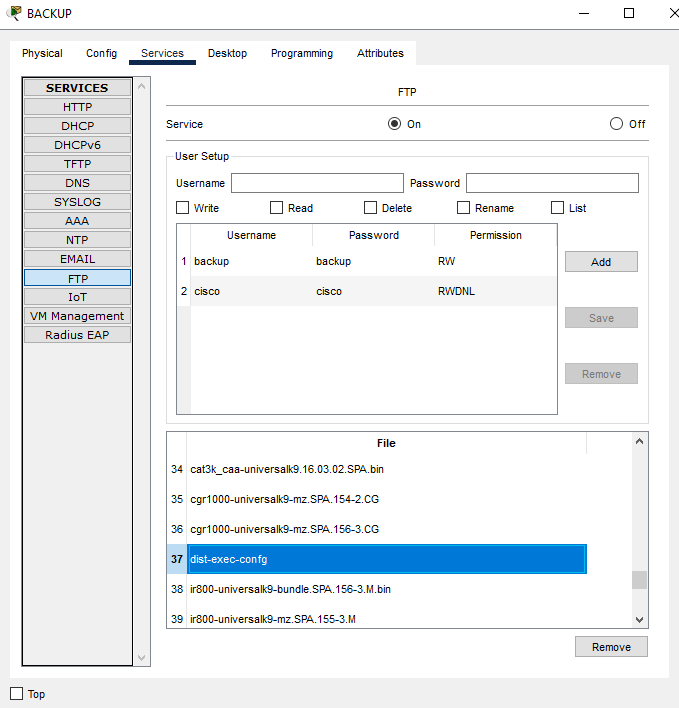 BACKUP
Physical Config Services Desktop Programming Attributes
SERVICES
HTTP
DHCP
DHCPv6
TFTP
DNS
SYSLOG
AAA
NTP
EMAIL
FTP
IoT
VM Management
Radius EAP
FTP
Service On Off
User Setup
Username Password
Write Read Delete Rename List
Username Password Permission
1 backup backup RW
2 cisco cisco RWDNL
Add
Save
Remove
File
34 cat3k_caa-universalk9.16.03.02.SPA.bin
35 cgr1000-universalk9-mz.SPA.154-2.CG
36 cgr1000-universalk9-mz.SPA.156-3.CG
37 dist-exec-confg
38 ir800-universalk9-bundle.SPA.156-3.M.bin
39 ir800-universalk9-mz.SPA.155-3.M
Remove
Top